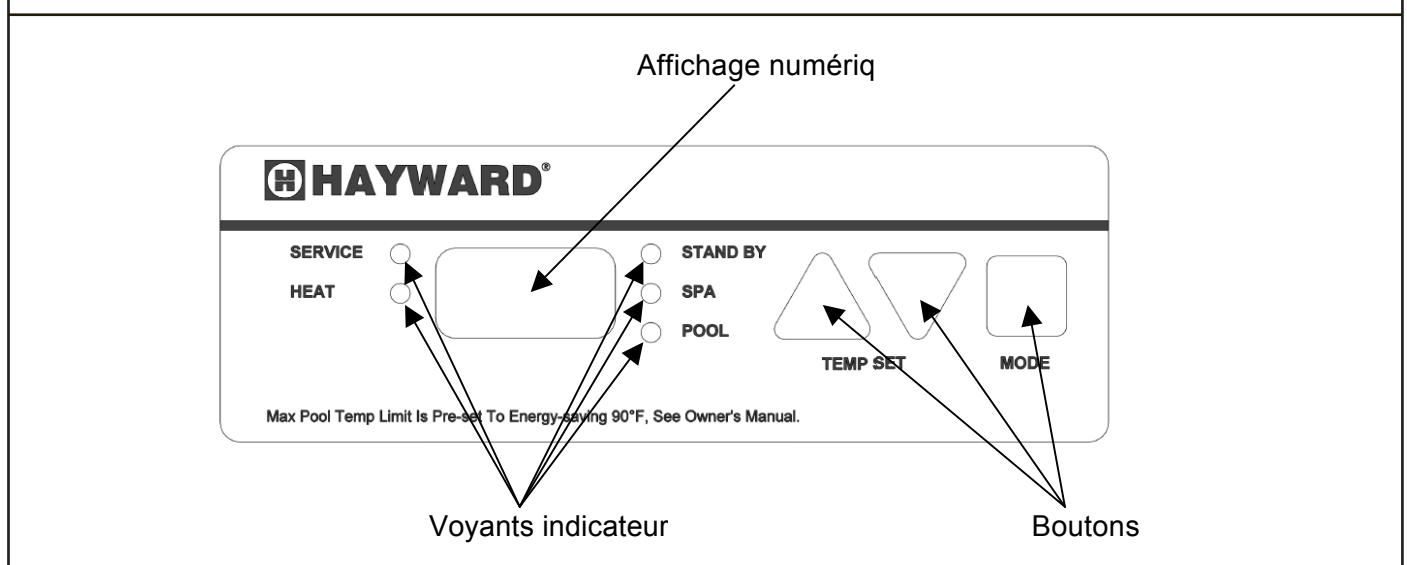 Affichage numériq
HAYWARD®
SERVICE
STAND BY
HEAT
SPA
POOL
TEMP SET
MODE
Max Pool Temp Limit Is Pre-set To Energy-saving 90°F, See Owner's Manual.
Voyants indicateur
Boutons